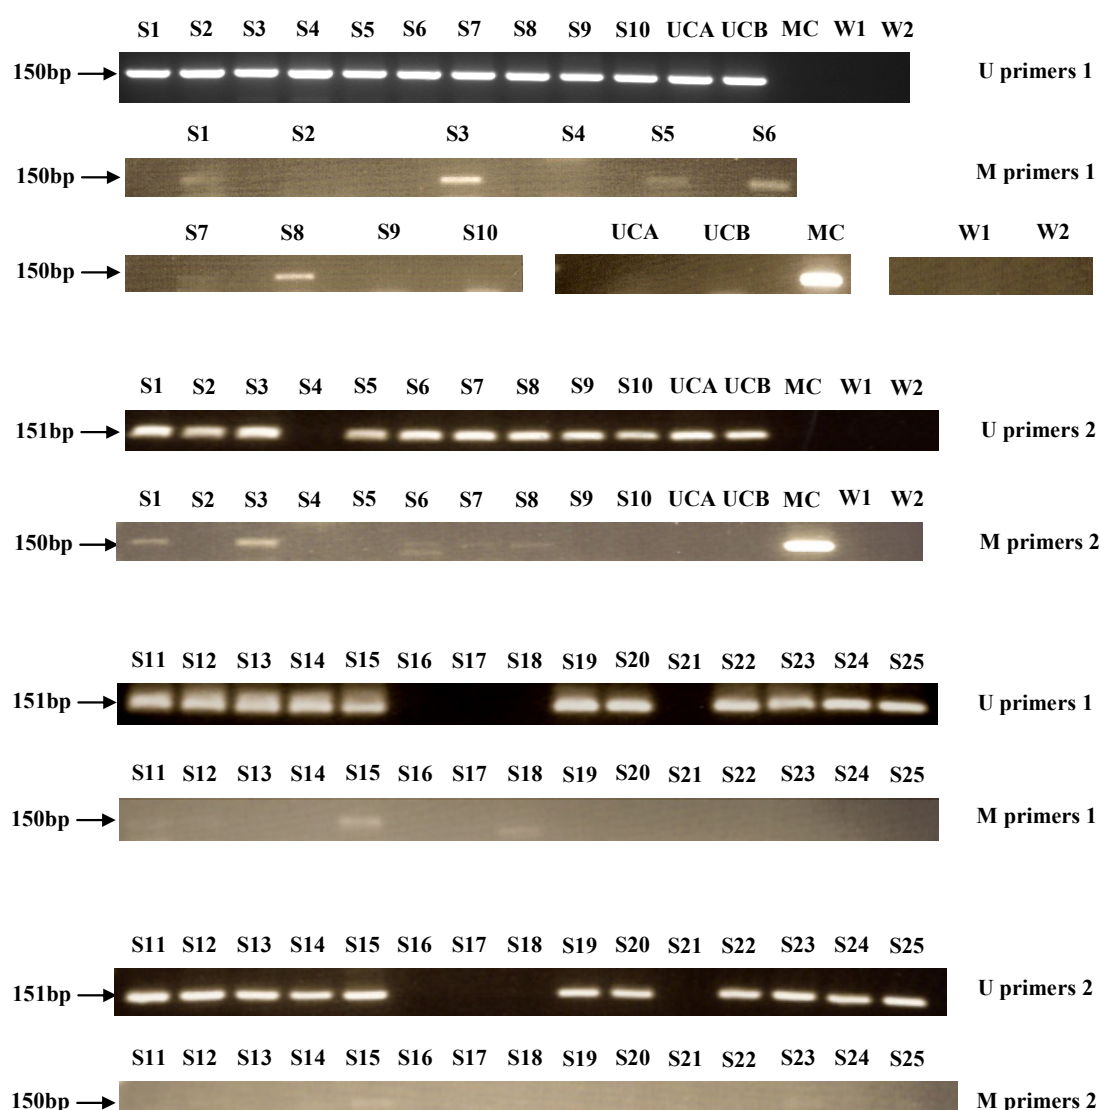 S1 S2 S3 S4 S5 S6 S7 S8 S9 S10 UCA UCB MC W1 W2
150bp U primers 1
S1 S2 S3 S4 S5 S6
150bp M primers 1
S7 S8 S9 S10 UCA UCB MC W1 W2
150bp
S1 S2 S3 S4 S5 S6 S7 S8 S9 S10 UCA UCB MC W1 W2
151bp U primers 2
S1 S2 S3 S4 S5 S6 S7 S8 S9 S10 UCA UCB MC W1 W2
150bp M primers 2
S11 S12 S13 S14 S15 S16 S17 S18 S19 S20 S21 S22 S23 S24 S25
151bp U primers 1
S11 S12 S13 S14 S15 S16 S17 S18 S19 S20 S21 S22 S23 S24 S25
150bp M primers 1
S11 S12 S13 S14 S15 S16 S17 S18 S19 S20 S21 S22 S23 S24 S25
151bp U primers 2
S11 S12 S13 S14 S15 S16 S17 S18 S19 S20 S21 S22 S23 S24 S25
150bp M primers 2